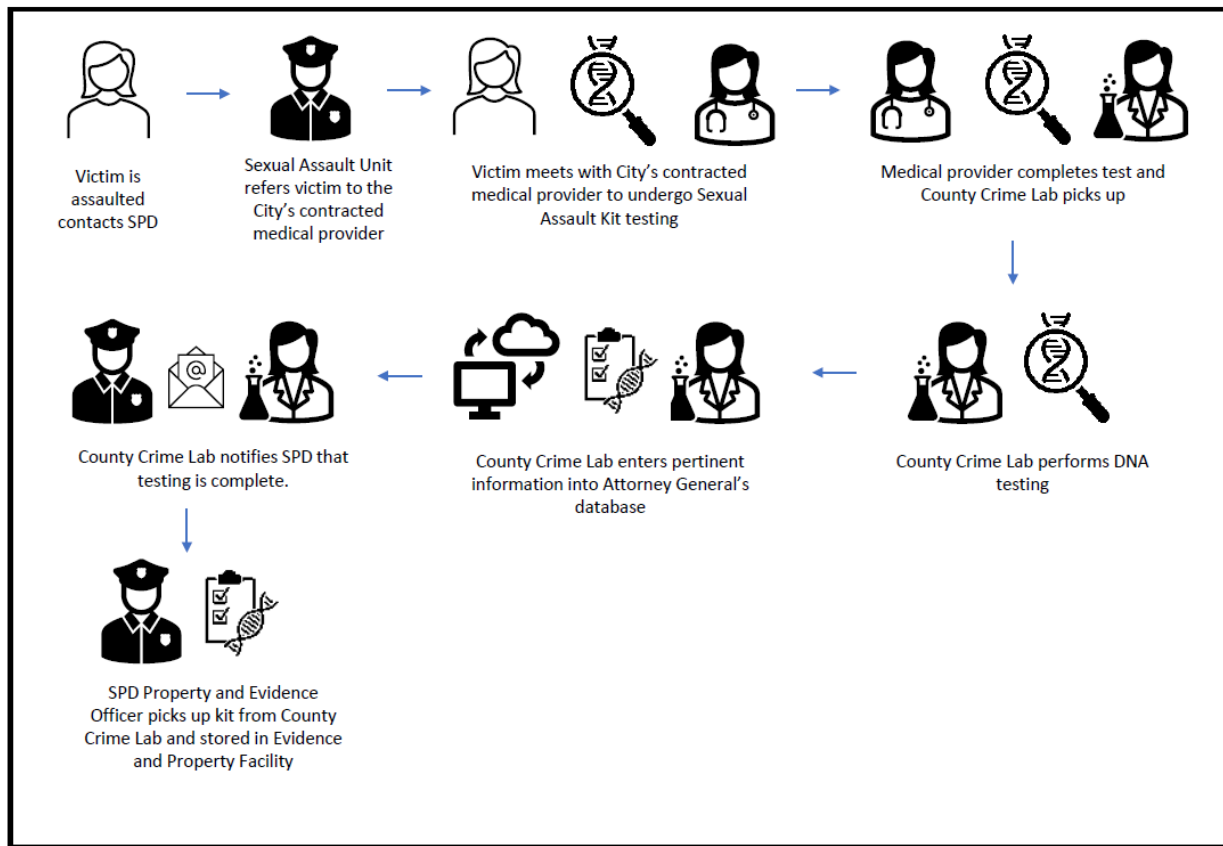 Victim is
assaulted
contacts SPD
Sexual Assault Unit
refers victim to the
City's contracted
medical provider
Victim meets with City's contracted
medical provider to undergo Sexual
Assault Kit testing
Medical provider completes test and
County Crime Lab picks up
County Crime Lab performs DNA
testing
County Crime Lab enters pertinent
information into Attorney General's
database
@
County Crime Lab notifies SPD that
testing is complete.
SPD Property and Evidence
Officer picks up kit from County
Crime Lab and stored in Evidence
and Property Facility